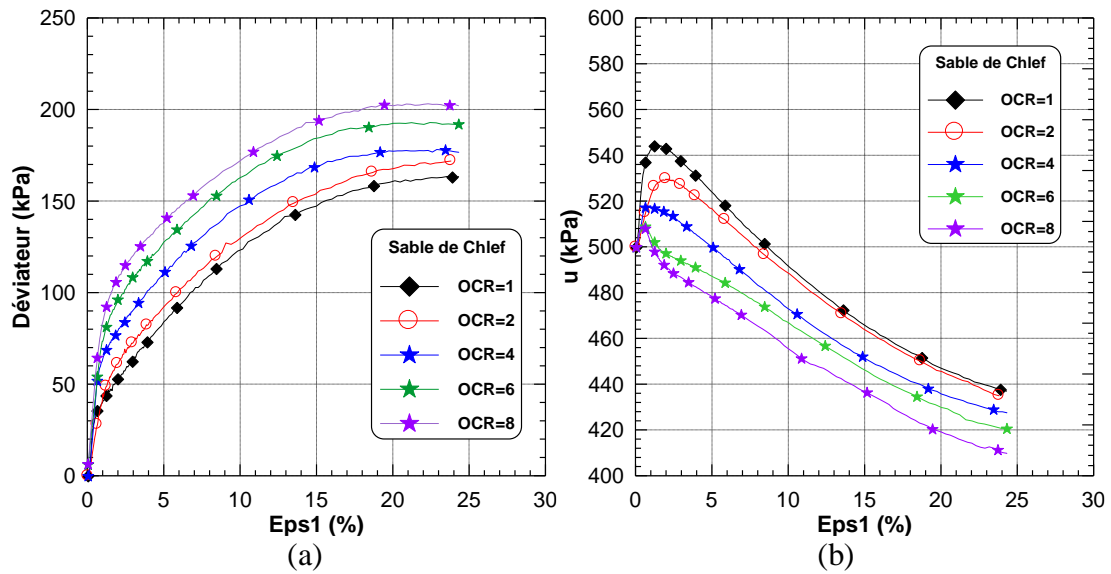 250
200
150
100
50
0
Déviateur (kPa)
0 5 10 15 20 25 30
Eps1 (%)
Sable de Chlef
OCR=1
OCR=2
OCR=4
OCR=6
OCR=8
(a)
600
580
560
540
520
500
480
460
440
420
400
u (kPa)
0 5 10 15 20 25 30
Eps1 (%)
Sable de Chlef
OCR=1
OCR=2
OCR=4
OCR=6
OCR=8
(b)